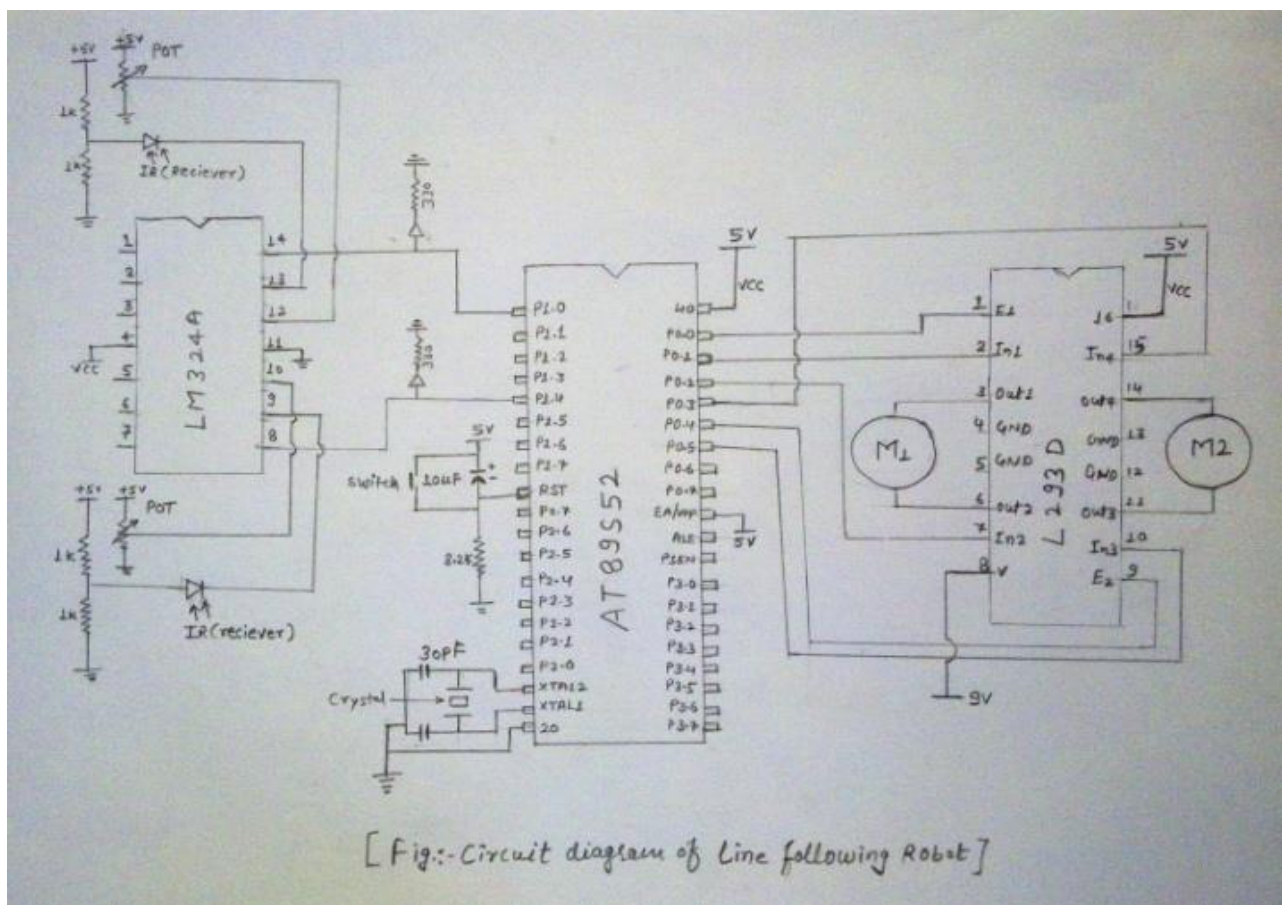 +5V
+5V
POT
1k
1k
IR (Reciever)
330
LM324A
1
2
3
4
5
6
7
14
13
12
11
10
9
8
VCC
330
+5V
+5V
POT
1k
1k
IR (reciever)
5V
Switch
10uF
+
-
AT89S52
P1.0
P1.1
P1.2
P1.3
P1.4
P1.5
P1.6
P1.7
RST
P2.6
P2.5
P2.4
P2.3
P2.2
P2.1
P2.0
XTAL2
XTAL1
20
30PF
Crystal
5V
VCC
40
P0.0
P0.1
P0.2
P0.3
P0.4
P0.5
P0.6
P0.7
5V
ALE
PSEN
P3.0
P3.1
P3.2
P3.3
P3.4
P3.5
P3.6
P3.7
L293D
1 E1
2 In1
3 Out1
4 GND
5 GND
6 Out2
7 In2
8 V
5V
VCC
16
In4 15
Out4 14
GND 13
GND 12
Out3 11
In3 10
E2 9
M1
M2
9V
[Fig.:- Circuit diagram of Line following Robot]